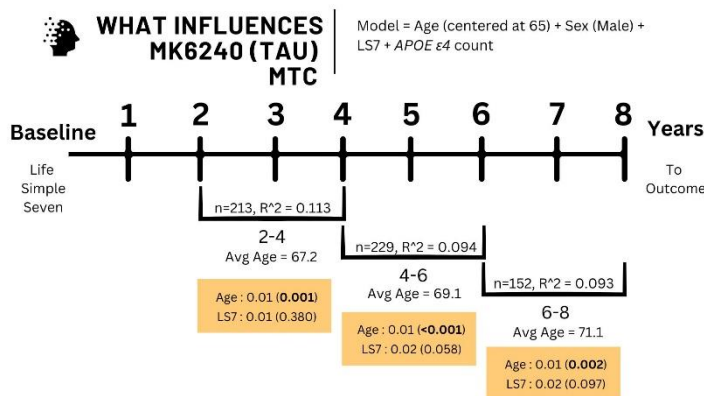 WHAT INFLUENCES
MK6240 (TAU)
MTC
Model = Age (centered at 65) + Sex (Male) +
LS7 + APOE ε4 count
Baseline
1
2
3
4
5
6
7
8
Years
Life
Simple
Seven
To
Outcome
n=213, R^2 = 0.113
2-4
Avg Age = 67.2
Age : 0.01 (0.001)
LS7 : 0.01 (0.380)
n=229, R^2 = 0.094
4-6
Avg Age = 69.1
Age : 0.01 (<0.001)
LS7 : 0.02 (0.058)
n=152, R^2 = 0.093
6-8
Avg Age = 71.1
Age : 0.01 (0.002)
LS7 : 0.02 (0.097)